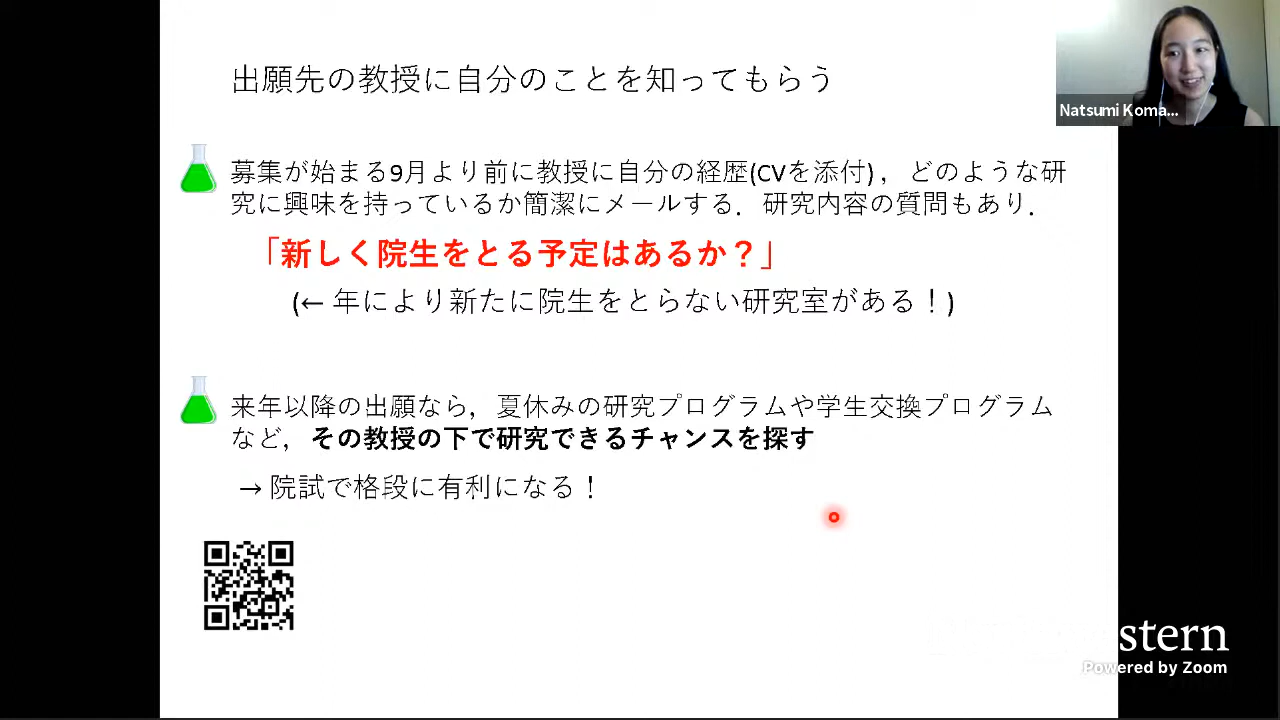 出願先の教授に自分のことを知ってもらう
Natsumi Koma...
募集が始まる9月より前に教授に自分の経歴(CVを添付)，どのような研
究に興味を持っているか簡潔にメールする．研究内容の質問もあり．
「新しく院生をとる予定はあるか？」
(← 年により新たに院生をとらない研究室がある！)
来年以降の出願なら，夏休みの研究プログラムや学生交換プログラム
など，その教授の下で研究できるチャンスを探す
→ 院試で格段に有利になる！
stern
Powered by Zoom